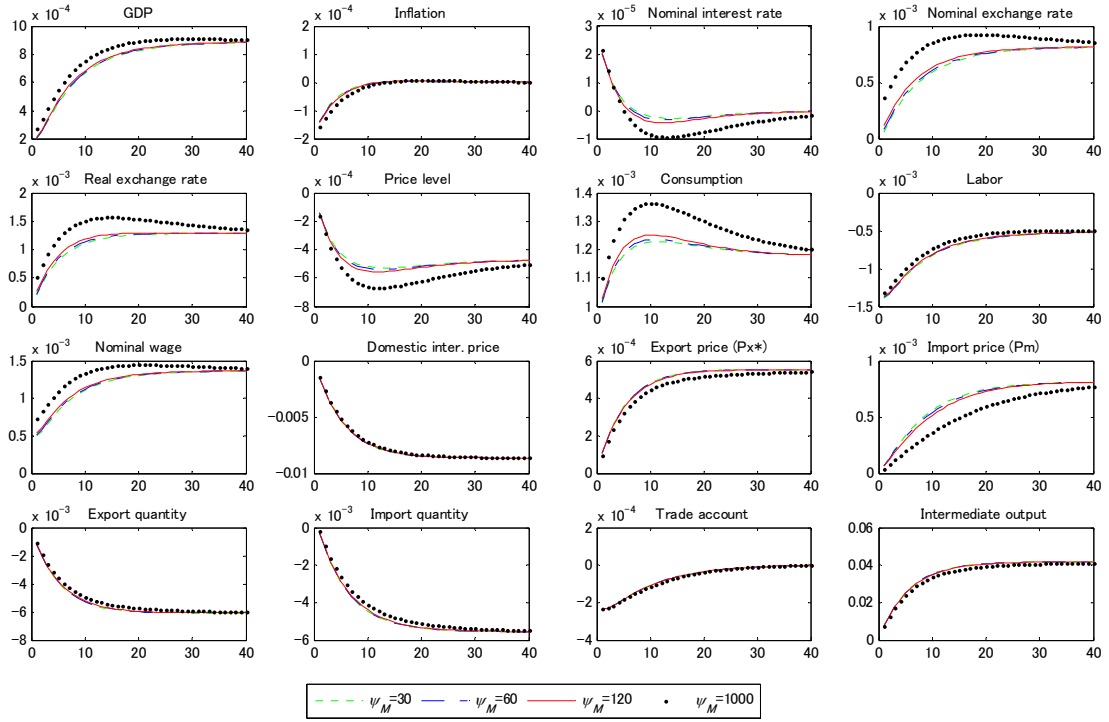 GDP
x 10⁻⁴
10
8
6
4
2
0 10 20 30 40
Inflation
x 10⁻⁴
4
2
0
−2
−4
0 10 20 30 40
Nominal interest rate
x 10⁻⁵
3
2
1
0
−1
0 10 20 30 40
Nominal exchange rate
x 10⁻³
1
0.5
0
0 10 20 30 40
Real exchange rate
x 10⁻³
2
1.5
1
0.5
0
0 10 20 30 40
Price level
x 10⁻⁴
0
−2
−4
−6
−8
0 10 20 30 40
Consumption
x 10⁻³
1.4
1.3
1.2
1.1
1
0 10 20 30 40
Labor
x 10⁻³
0
−0.5
−1
−1.5
0 10 20 30 40
Nominal wage
x 10⁻³
1.5
1
0.5
0
0 10 20 30 40
Domestic inter. price
0
−0.005
−0.01
0 10 20 30 40
Export price (Px*)
x 10⁻⁴
6
4
2
0
0 10 20 30 40
Import price (Pm)
x 10⁻³
1
0.5
0
0 10 20 30 40
Export quantity
x 10⁻³
0
−2
−4
−6
−8
0 10 20 30 40
Import quantity
x 10⁻³
0
−2
−4
−6
0 10 20 30 40
Trade account
x 10⁻⁴
2
0
−2
−4
0 10 20 30 40
Intermediate output
0.06
0.04
0.02
0
0 10 20 30 40
ψ_M=30 ψ_M=60 ψ_M=120 ψ_M=1000